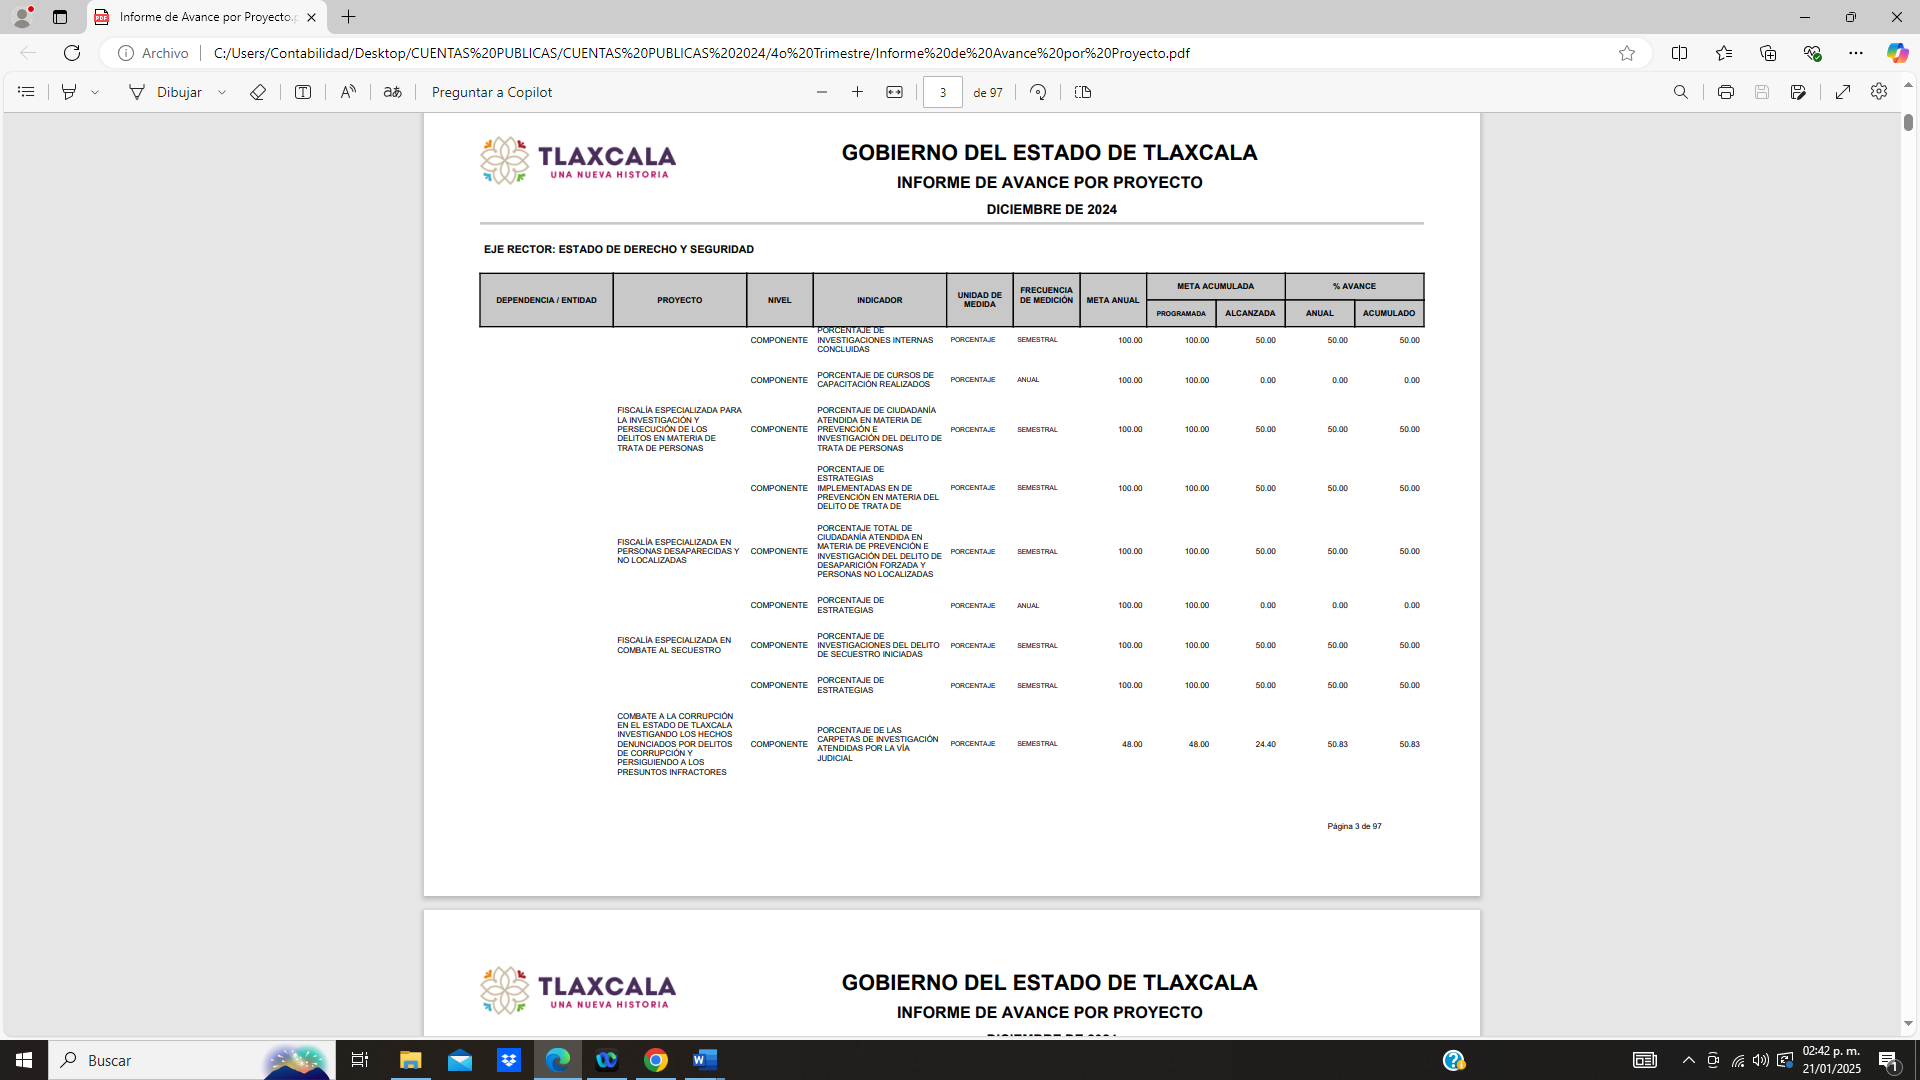 Informe de Avance por Proyecto.p
Archivo
C:/Users/Contabilidad/Desktop/CUENTAS%20PUBLICAS/CUENTAS%20PUBLICAS%202024/4o%20Trimestre/Informe%20de%20Avance%20por%20Proyecto.pdf
Dibujar
Preguntar a Copilot
3 de 97
TLAXCALA
UNA NUEVA HISTORIA
GOBIERNO DEL ESTADO DE TLAXCALA
INFORME DE AVANCE POR PROYECTO
DICIEMBRE DE 2024
EJE RECTOR: ESTADO DE DERECHO Y SEGURIDAD
DEPENDENCIA / ENTIDAD
PROYECTO
NIVEL
INDICADOR
UNIDAD DE
MEDIDA
FRECUENCIA
DE MEDICIÓN
META ANUAL
META ACUMULADA
PROGRAMADA
ALCANZADA
% AVANCE
ANUAL
ACUMULADO
COMPONENTE
PORCENTAJE DE
INVESTIGACIONES INTERNAS
CONCLUIDAS
PORCENTAJE SEMESTRAL 100.00 100.00 50.00 50.00 50.00
COMPONENTE
PORCENTAJE DE CURSOS DE
CAPACITACIÓN REALIZADOS
PORCENTAJE ANUAL 100.00 100.00 0.00 0.00 0.00
FISCALÍA ESPECIALIZADA PARA
LA INVESTIGACIÓN Y
PERSECUCIÓN DE LOS
DELITOS EN MATERIA DE
TRATA DE PERSONAS
COMPONENTE
PORCENTAJE DE CIUDADANÍA
ATENDIDA EN MATERIA DE
PREVENCIÓN E
INVESTIGACIÓN DEL DELITO DE
TRATA DE PERSONAS
PORCENTAJE SEMESTRAL 100.00 100.00 50.00 50.00 50.00
COMPONENTE
PORCENTAJE DE
ESTRATEGIAS
IMPLEMENTADAS EN DE
PREVENCIÓN EN MATERIA DEL
DELITO DE TRATA DE
PORCENTAJE SEMESTRAL 100.00 100.00 50.00 50.00 50.00
FISCALÍA ESPECIALIZADA EN
PERSONAS DESAPARECIDAS Y
NO LOCALIZADAS
COMPONENTE
PORCENTAJE TOTAL DE
CIUDADANÍA ATENDIDA EN
MATERIA DE PREVENCIÓN E
INVESTIGACIÓN DEL DELITO DE
DESAPARICIÓN FORZADA Y
PERSONAS NO LOCALIZADAS
PORCENTAJE SEMESTRAL 100.00 100.00 50.00 50.00 50.00
COMPONENTE
PORCENTAJE DE
ESTRATEGIAS
PORCENTAJE ANUAL 100.00 100.00 0.00 0.00 0.00
FISCALÍA ESPECIALIZADA EN
COMBATE AL SECUESTRO
COMPONENTE
PORCENTAJE DE
INVESTIGACIONES DEL DELITO
DE SECUESTRO INICIADAS
PORCENTAJE SEMESTRAL 100.00 100.00 50.00 50.00 50.00
COMPONENTE
PORCENTAJE DE
ESTRATEGIAS
PORCENTAJE SEMESTRAL 100.00 100.00 50.00 50.00 50.00
COMBATE A LA CORRUPCIÓN
EN EL ESTADO DE TLAXCALA
INVESTIGANDO LOS HECHOS
DENUNCIADOS POR DELITOS
DE CORRUPCIÓN Y
PERSIGUIENDO A LOS
PRESUNTOS INFRACTORES
COMPONENTE
PORCENTAJE DE LAS
CARPETAS DE INVESTIGACIÓN
ATENDIDAS POR LA VÍA
JUDICIAL
PORCENTAJE SEMESTRAL 48.00 48.00 24.40 50.83 50.83
Página 3 de 97
TLAXCALA
UNA NUEVA HISTORIA
GOBIERNO DEL ESTADO DE TLAXCALA
INFORME DE AVANCE POR PROYECTO
DICIEMBRE DE 2024
Buscar
02:42 p. m.
21/01/2025
1